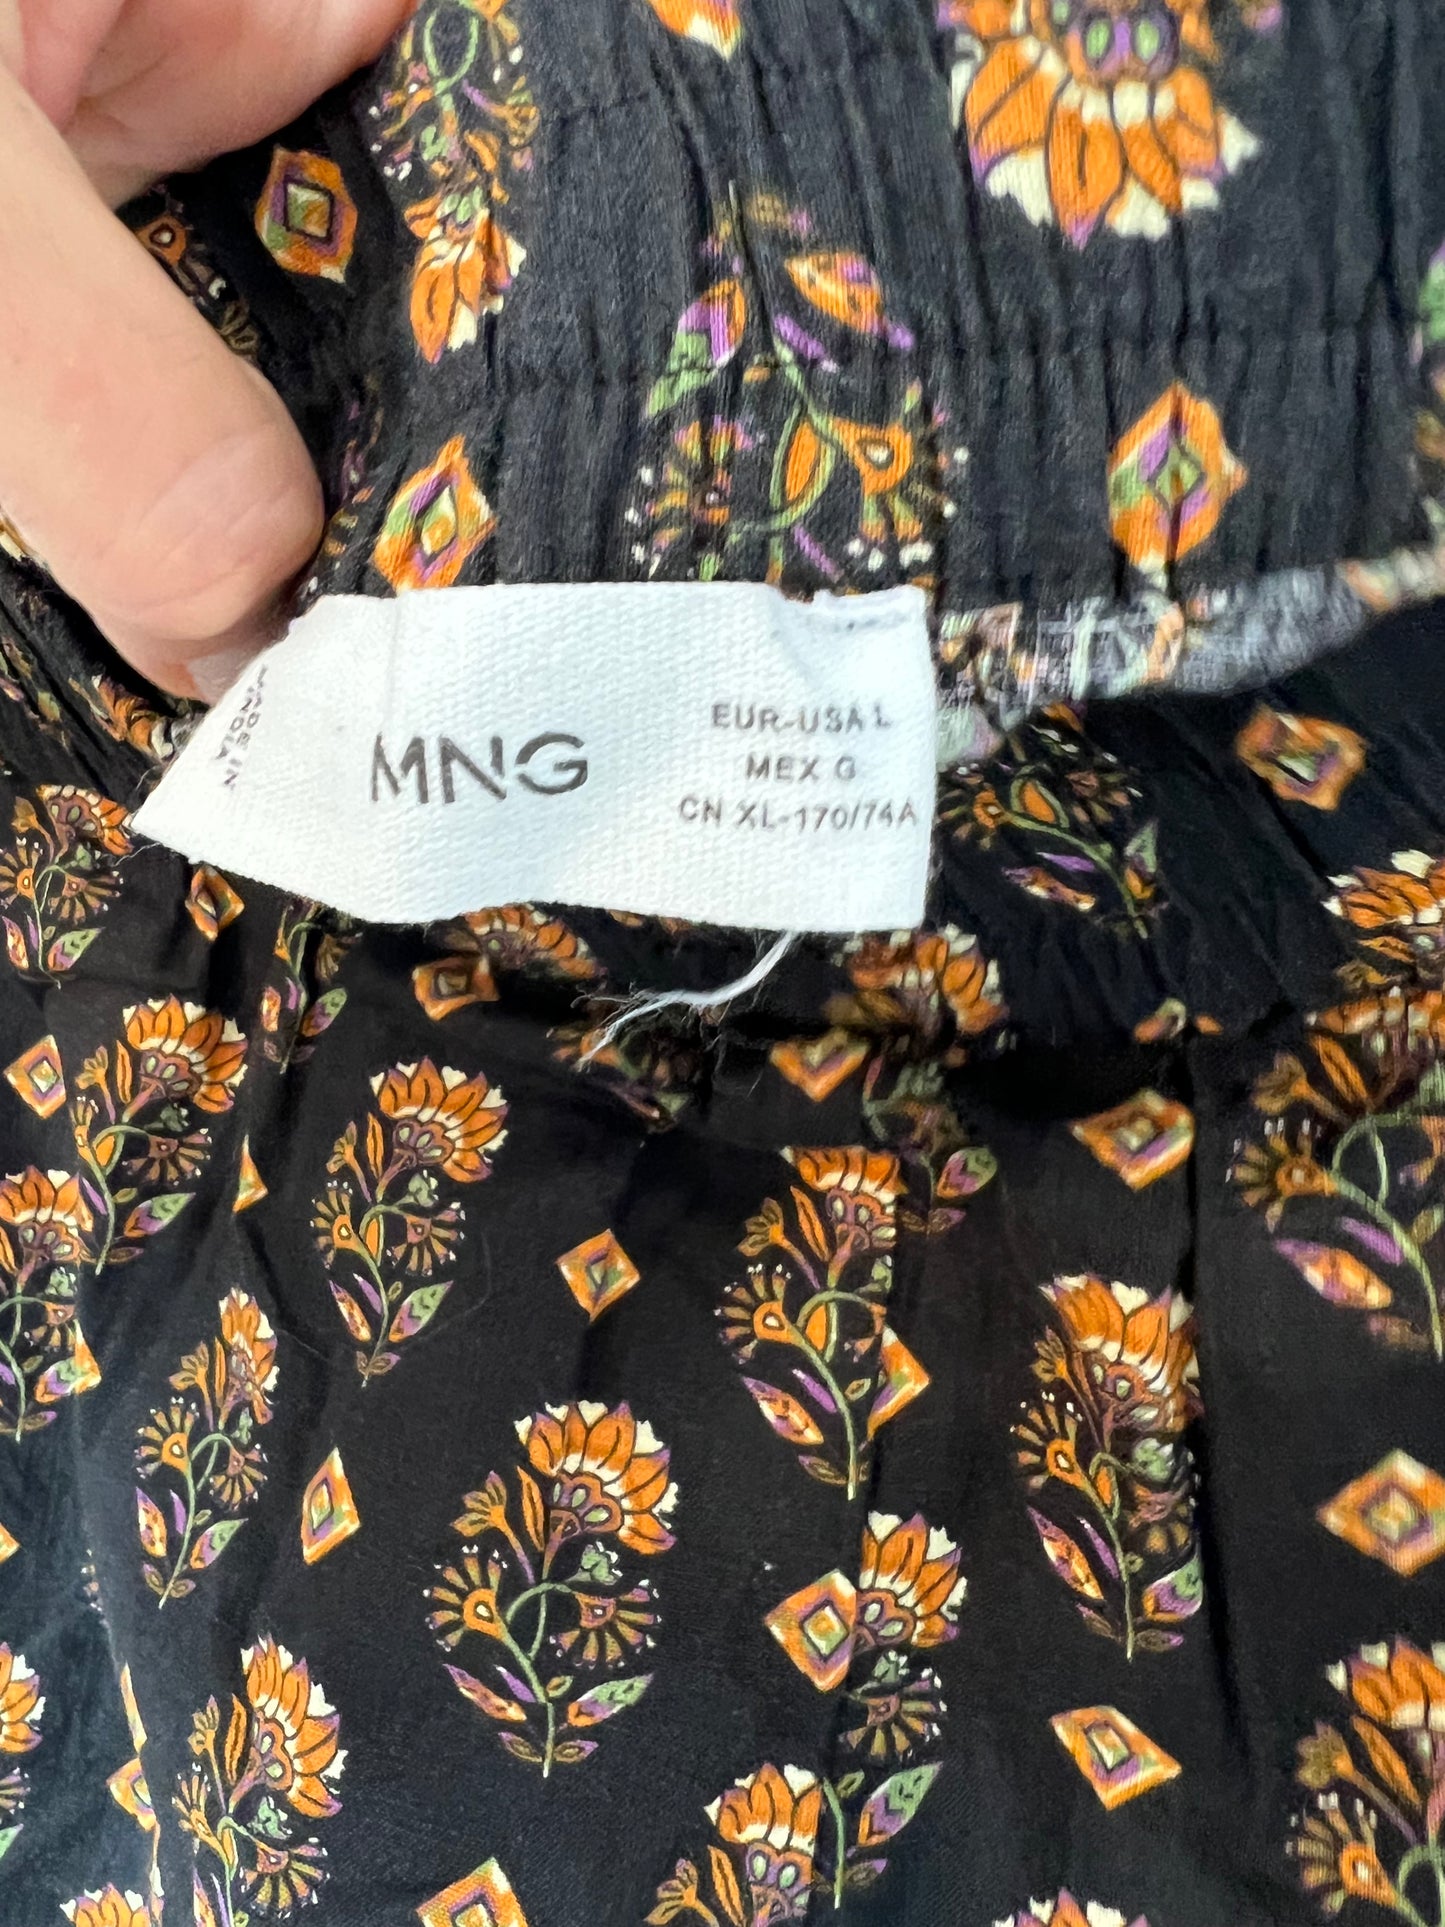 MADE IN
INDIA
MNG
EUR-USA L
MEX G
CN XL-170/74A